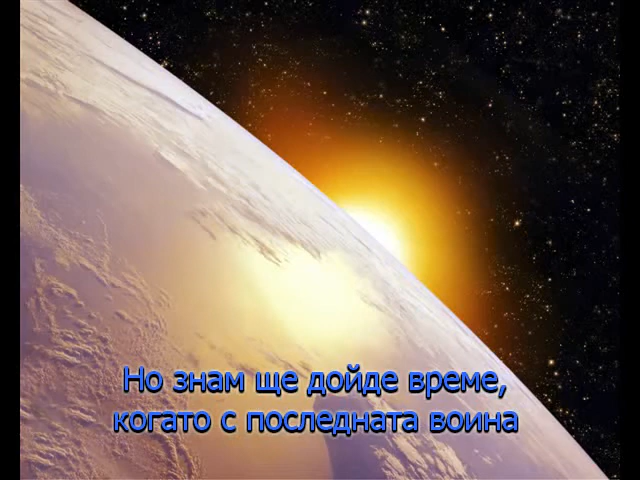 Но знам ще дойде време,
когато с последната воина